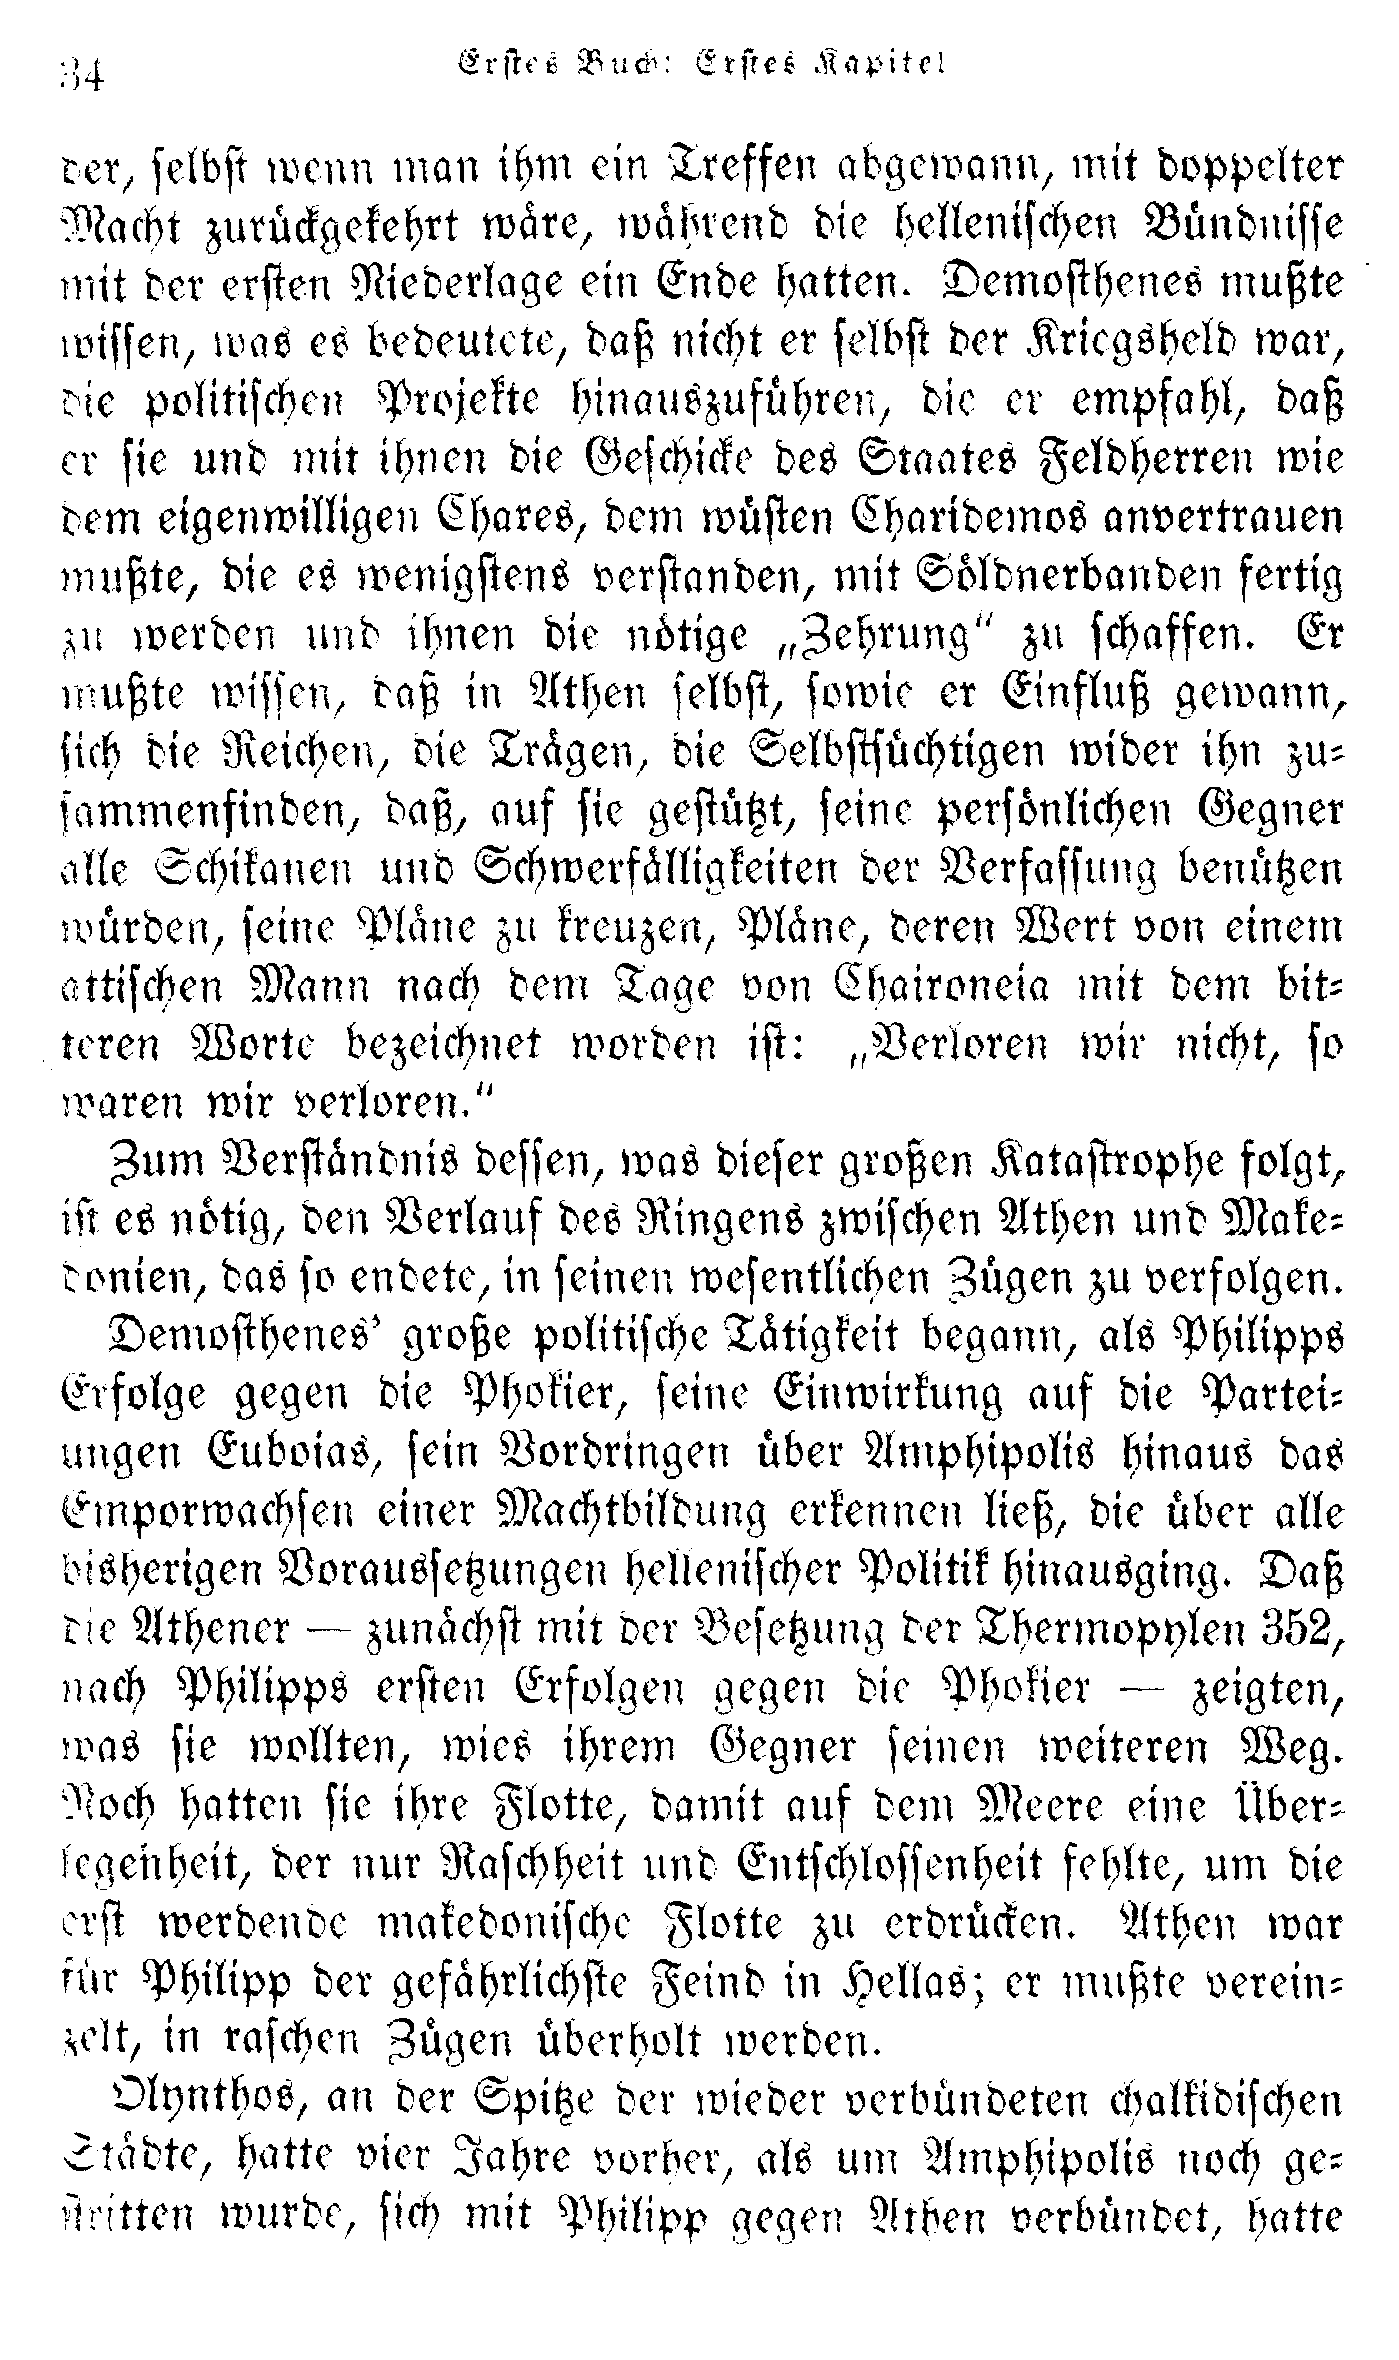 34
Erstes Buch: Erstes Kapitel
der, selbst wenn man ihm ein Treffen abgewann, mit doppelter
Macht zurückgekehrt wäre, während die hellenischen Bündnisse
mit der ersten Niederlage ein Ende hatten. Demosthenes mußte
wissen, was es bedeutete, daß nicht er selbst der Kriegsheld war,
die politischen Projekte hinauszuführen, die er empfahl, daß
er sie und mit ihnen die Geschicke des Staates Feldherren wie
dem eigenwilligen Chares, dem wüsten Charidemos anvertrauen
mußte, die es wenigstens verstanden, mit Söldnerbanden fertig
zu werden und ihnen die nötige „Zehrung“ zu schaffen. Er
mußte wissen, daß in Athen selbst, sowie er Einfluß gewann,
sich die Reichen, die Trägen, die Selbstsüchtigen wider ihn zu-
sammenfinden, daß, auf sie gestützt, seine persönlichen Gegner
alle Schikanen und Schwerfälligkeiten der Verfassung benützen
würden, seine Pläne zu kreuzen, Pläne, deren Wert von einem
attischen Mann nach dem Tage von Chaironeia mit dem bit-
teren Worte bezeichnet worden ist: „Verloren wir nicht, so
waren wir verloren.“
Zum Verständnis dessen, was dieser großen Katastrophe folgt,
ist es nötig, den Verlauf des Ringens zwischen Athen und Make-
donien, das so endete, in seinen wesentlichen Zügen zu verfolgen.
Demosthenes’ große politische Tätigkeit begann, als Philipps
Erfolge gegen die Phokier, seine Einwirkung auf die Partei-
ungen Euboias, sein Vordringen über Amphipolis hinaus das
Emporwachsen einer Machtbildung erkennen ließ, die über alle
bisherigen Voraussetzungen hellenischer Politik hinausging. Daß
die Athener — zunächst mit der Besetzung der Thermopylen 352,
nach Philipps ersten Erfolgen gegen die Phokier — zeigten,
was sie wollten, wies ihrem Gegner seinen weiteren Weg.
Noch hatten sie ihre Flotte, damit auf dem Meere eine Über-
legenheit, der nur Raschheit und Entschlossenheit fehlte, um die
erst werdende makedonische Flotte zu erdrücken. Athen war
für Philipp der gefährlichste Feind in Hellas; er mußte verein-
zelt, in raschen Zügen überholt werden.
Olynthos, an der Spitze der wieder verbündeten chalkidischen
Städte, hatte vier Jahre vorher, als um Amphipolis noch ge-
stritten wurde, sich mit Philipp gegen Athen verbündet, hatte